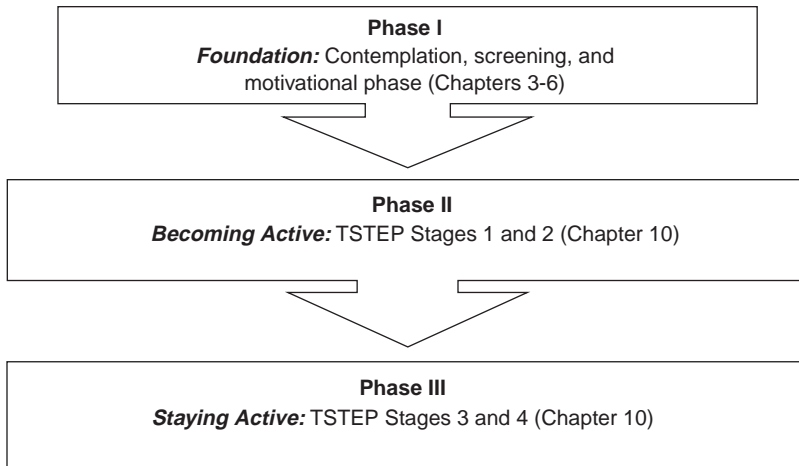 Phase I
Foundation: Contemplation, screening, and
motivational phase (Chapters 3-6)
Phase II
Becoming Active: TSTEP Stages 1 and 2 (Chapter 10)
Phase III
Staying Active: TSTEP Stages 3 and 4 (Chapter 10)